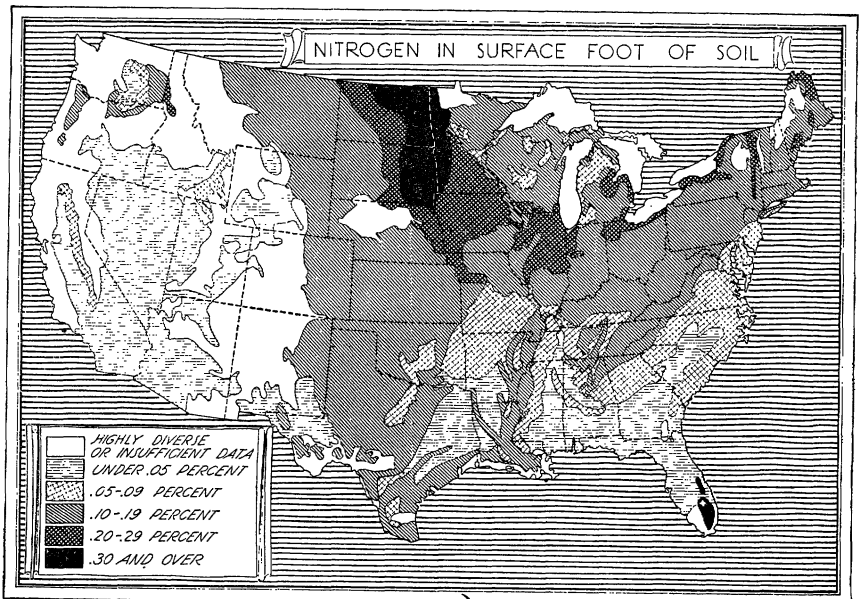 NITROGEN IN SURFACE FOOT OF SOIL
HIGHLY DIVERSE
OR INSUFFICIENT DATA
UNDER .05 PERCENT
.05-.09 PERCENT
.10-.19 PERCENT
.20-.29 PERCENT
.30 AND OVER